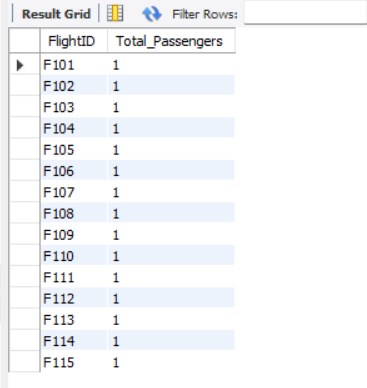 Result Grid Filter Rows:
FlightID Total_Passengers
F101 1
F102 1
F103 1
F104 1
F105 1
F106 1
F107 1
F108 1
F109 1
F110 1
F111 1
F112 1
F113 1
F114 1
F115 1